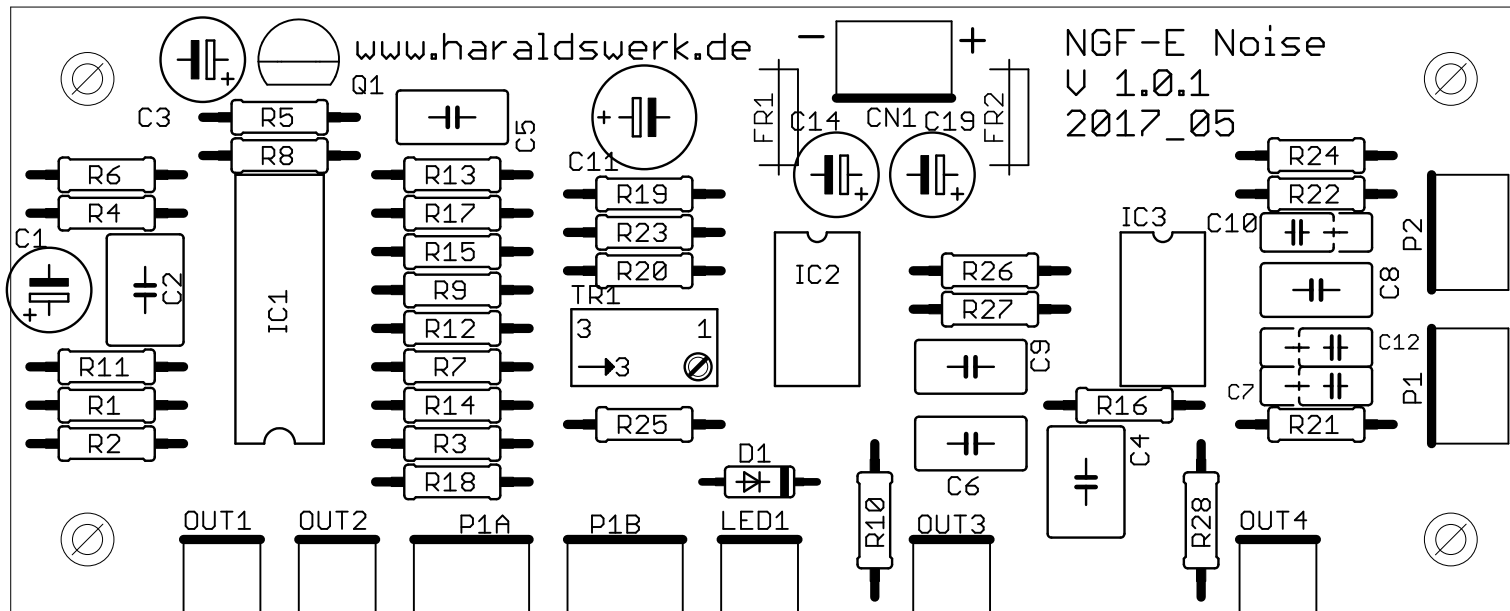 www.haraldswerk.de
- +
NGF-E Noise
V 1.0.1
2017_05
Q1
C3
R5
R8
C5
C11
FR1
C14
CN1
C19
FR2
R24
R22
R6
R4
C1
C2
IC1
R13
R17
R15
R9
R12
R7
R14
R3
R18
R19
R23
R20
TR1
3 1
3
R25
IC2
R26
R27
C9
C6
IC3
C10
C8
C12
C7
R21
P2
P1
R11
R1
R2
R16
C4
D1
R10
R28
OUT1
OUT2
P1A
P1B
LED1
OUT3
OUT4
+
+
+
+
+